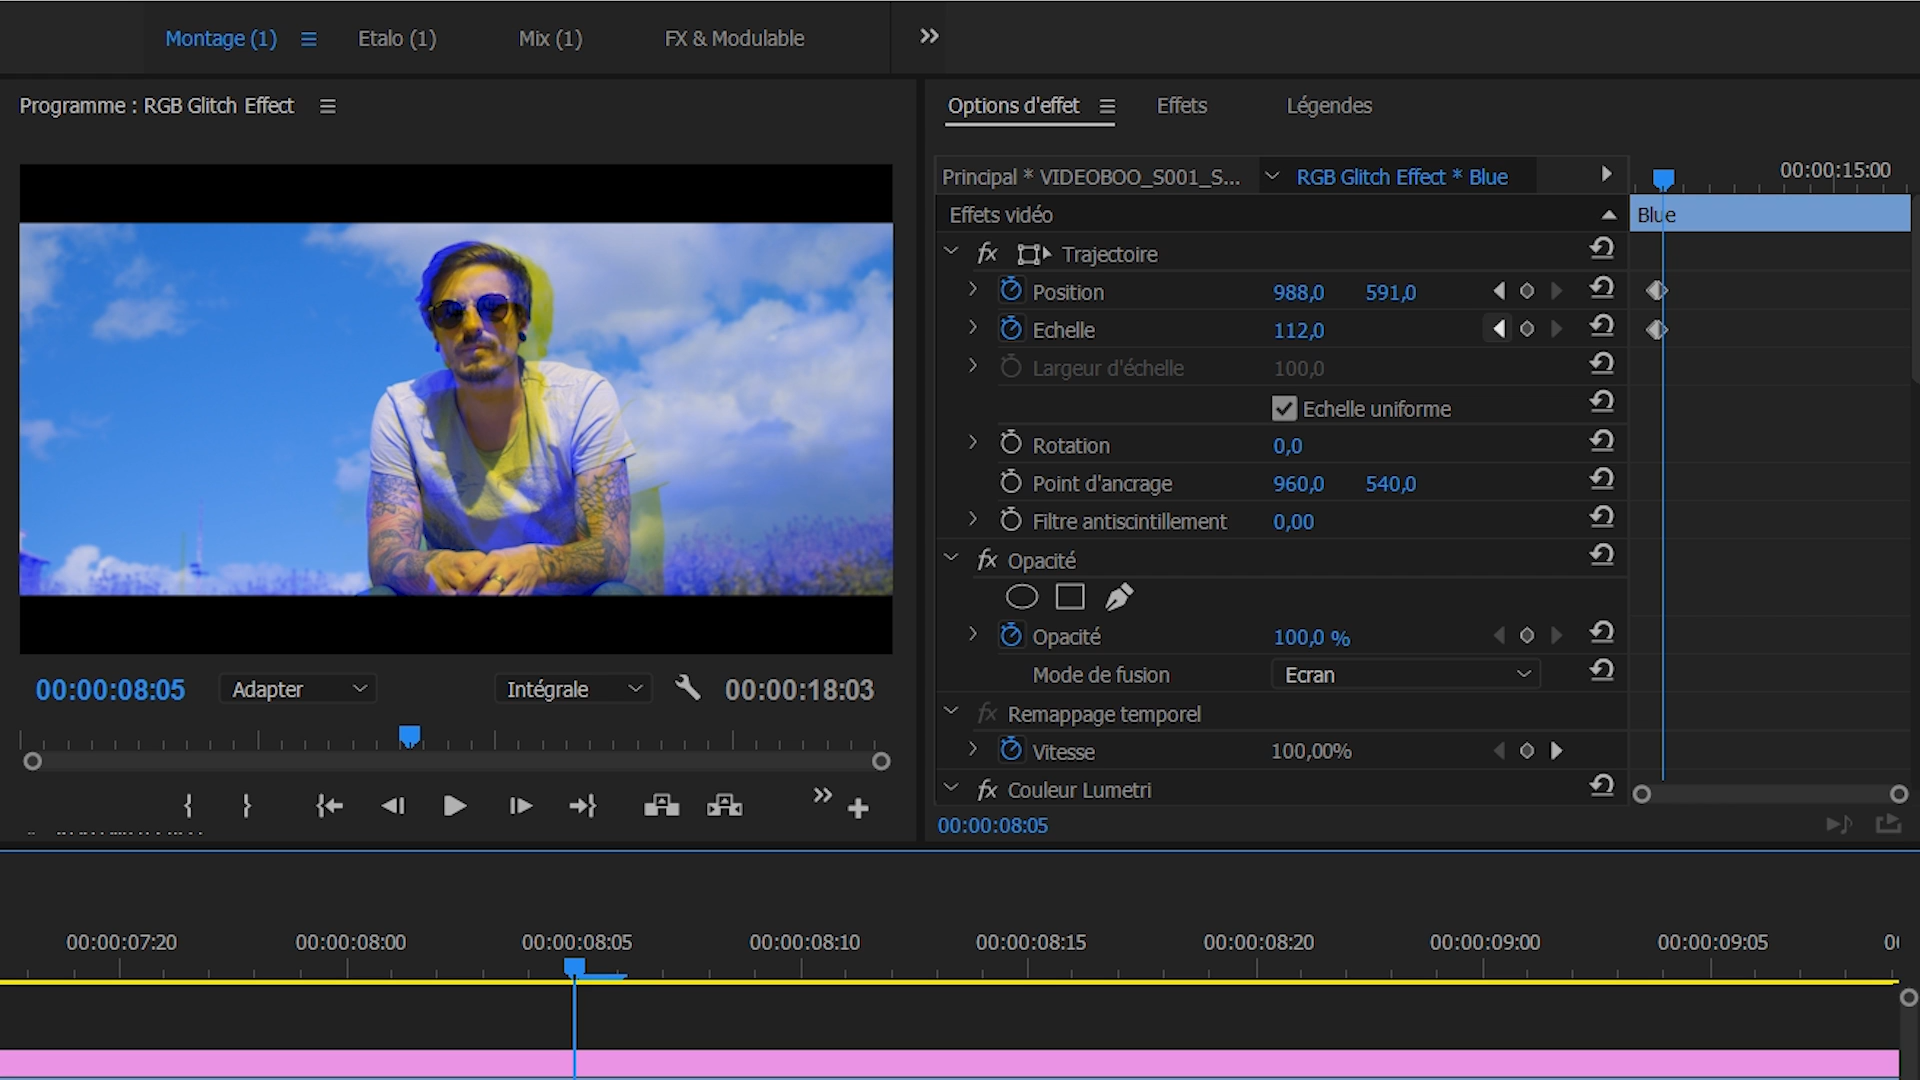 Montage (1)
Etalo (1)
Mix (1)
FX & Modulable
Programme : RGB Glitch Effect
Options d'effet
Effets
Légendes
Principal * VIDEOBOO_S001_S...
RGB Glitch Effect * Blue
00:00:15:00
Effets vidéo
Blue
fx Trajectoire
Position 988,0 591,0
Echelle 112,0
Largeur d'échelle 100,0
Echelle uniforme
Rotation 0,0
Point d'ancrage 960,0 540,0
Filtre antiscintillement 0,00
fx Opacité
Opacité 100,0 %
Mode de fusion Ecran
fx Remappage temporel
Vitesse 100,00%
fx Couleur Lumetri
00:00:08:05
00:00:08:05
Adapter
Intégrale
00:00:18:03
00:00:07:20
00:00:08:00
00:00:08:05
00:00:08:10
00:00:08:15
00:00:08:20
00:00:09:00
00:00:09:05